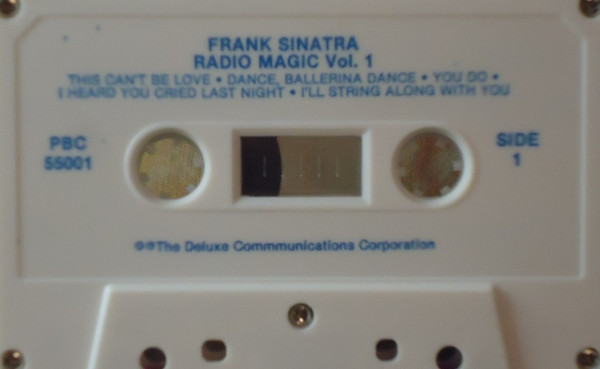 FRANK SINATRA
RADIO MAGIC Vol. 1
THIS CAN'T BE LOVE • DANCE, BALLERINA DANCE • YOU DO •
I HEARD YOU CRIED LAST NIGHT • I'LL STRING ALONG WITH YOU
PBC
55001
SIDE
1
©℗The Deluxe Commmunications Corporation